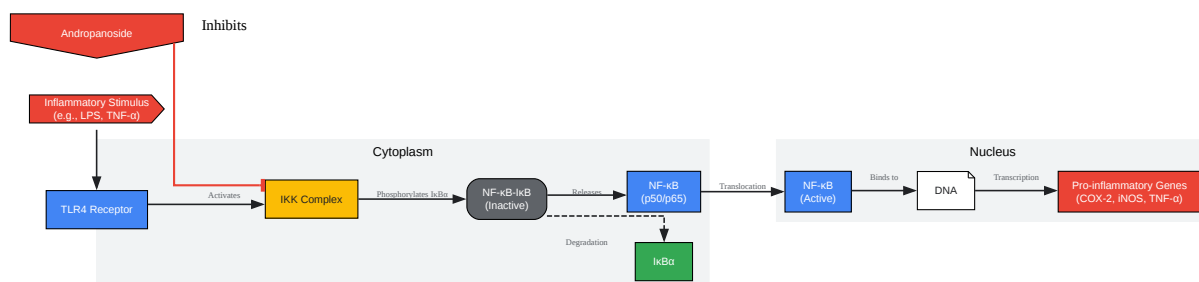 Andropanoside
Inhibits
Inflammatory Stimulus
(e.g., LPS, TNF-α)
Cytoplasm
Nucleus
TLR4 Receptor
Activates
IKK Complex
Phosphorylates IκBα
NF-κB-IκB
(Inactive)
Releases
NF-κB
(p50/p65)
Translocation
NF-κB
(Active)
Binds to
DNA
Transcription
Pro-inflammatory Genes
(COX-2, iNOS, TNF-α)
Degradation
IκBα